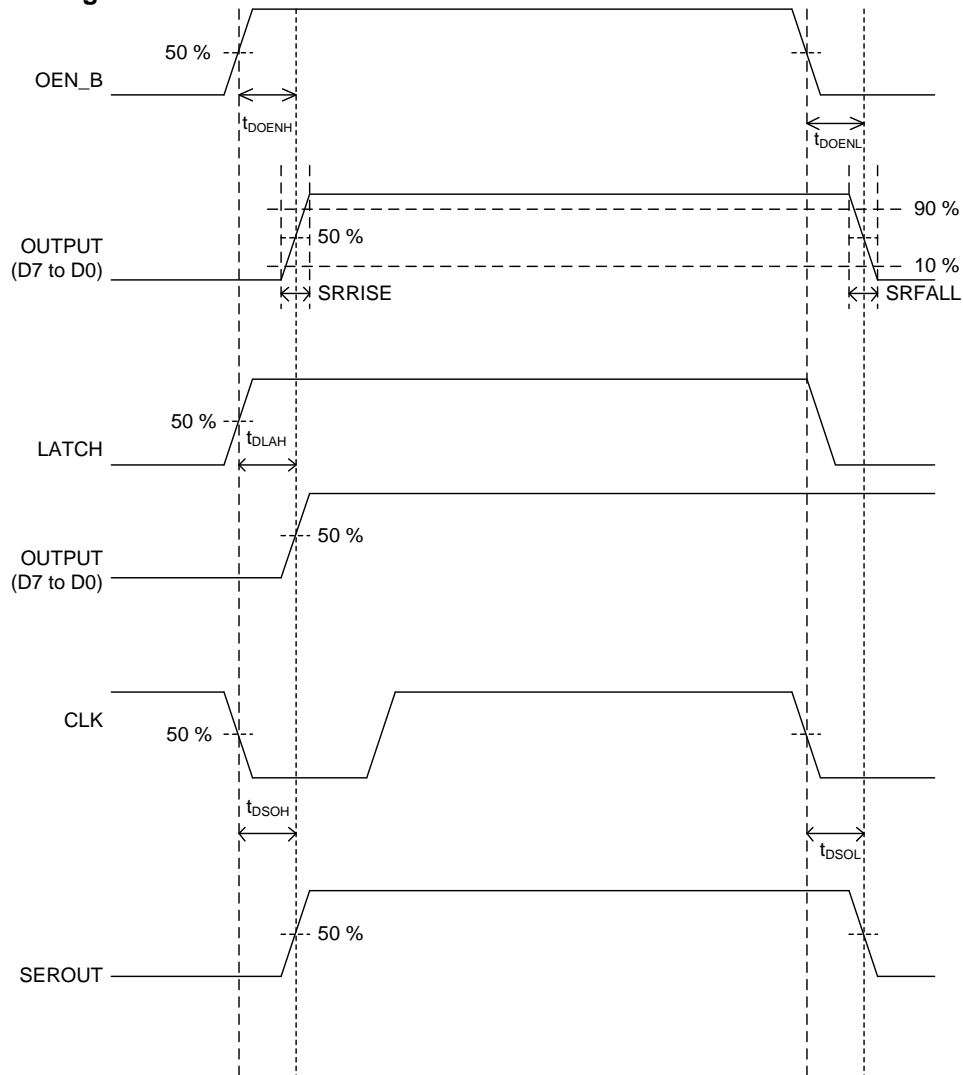 50 %
OEN_B
tDOENH
tDOENL
90 %
50 %
OUTPUT
(D7 to D0)
10 %
SRRISE
SRFALL
50 %
tDLAH
LATCH
50 %
OUTPUT
(D7 to D0)
CLK
50 %
tDSOH
tDSOL
50 %
SEROUT